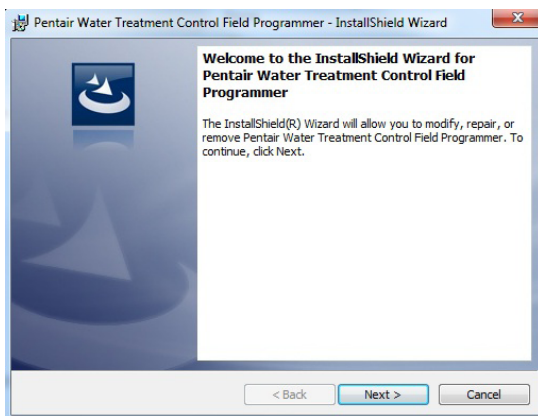 Pentair Water Treatment Control Field Programmer - InstallShield Wizard
Welcome to the InstallShield Wizard for
Pentair Water Treatment Control Field
Programmer
The InstallShield(R) Wizard will allow you to modify, repair, or
remove Pentair Water Treatment Control Field Programmer. To
continue, click Next.
< Back Next > Cancel